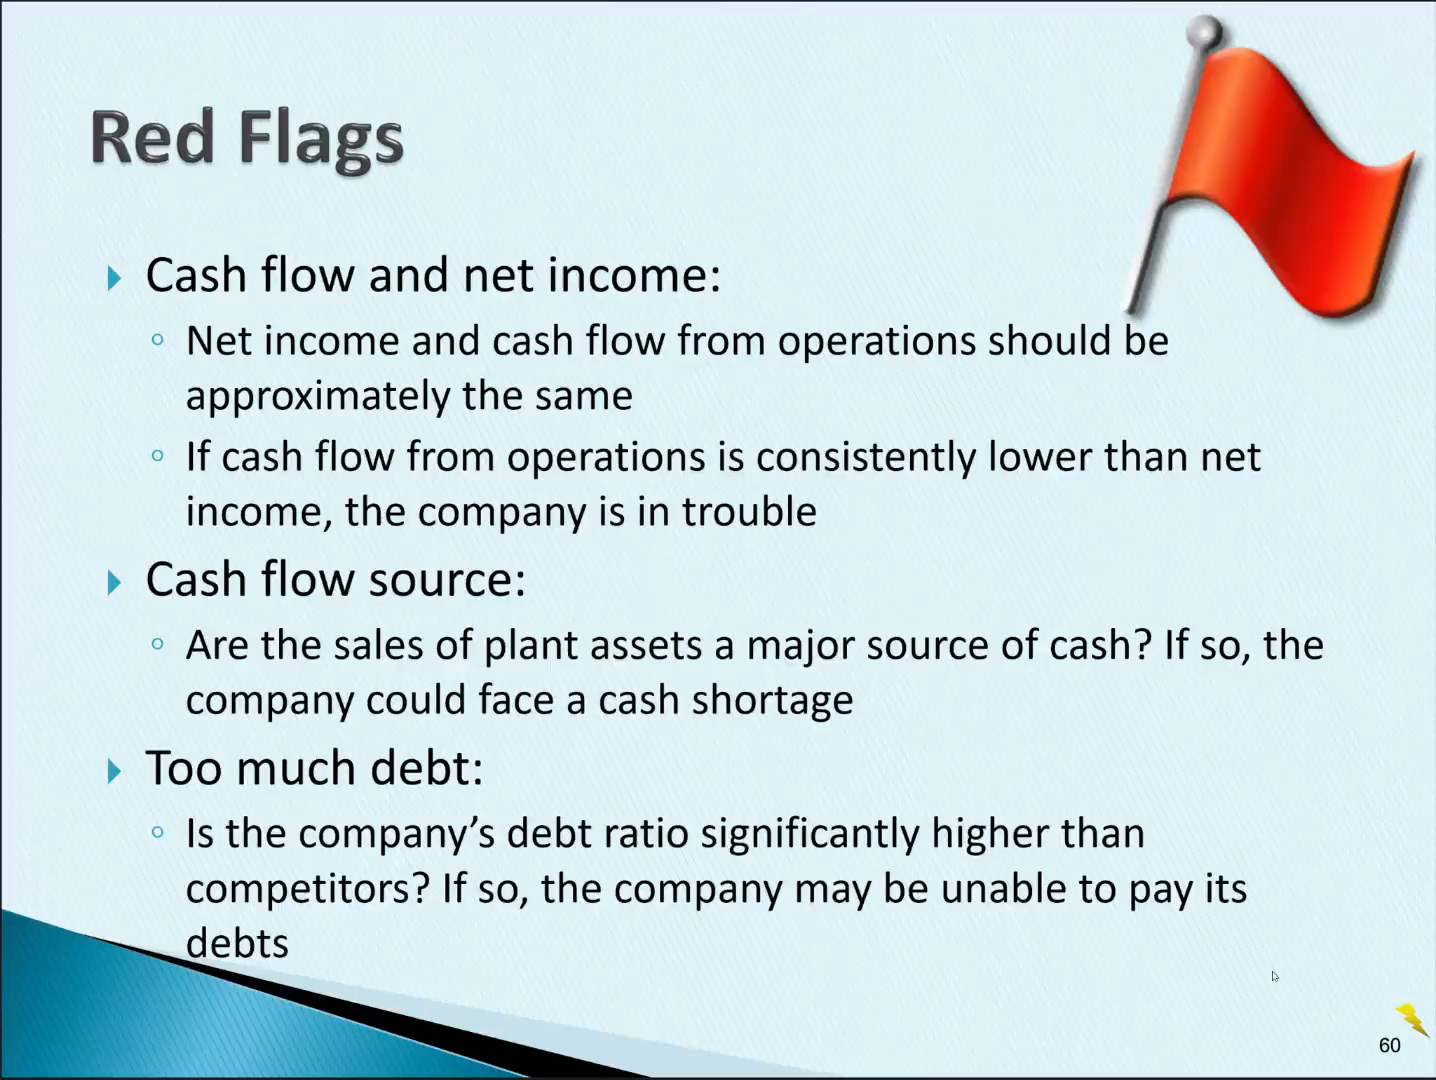 Red Flags
Cash flow and net income:
Net income and cash flow from operations should be
approximately the same
If cash flow from operations is consistently lower than net
income, the company is in trouble
Cash flow source:
Are the sales of plant assets a major source of cash? If so, the
company could face a cash shortage
Too much debt:
Is the company’s debt ratio significantly higher than
competitors? If so, the company may be unable to pay its
debts
60